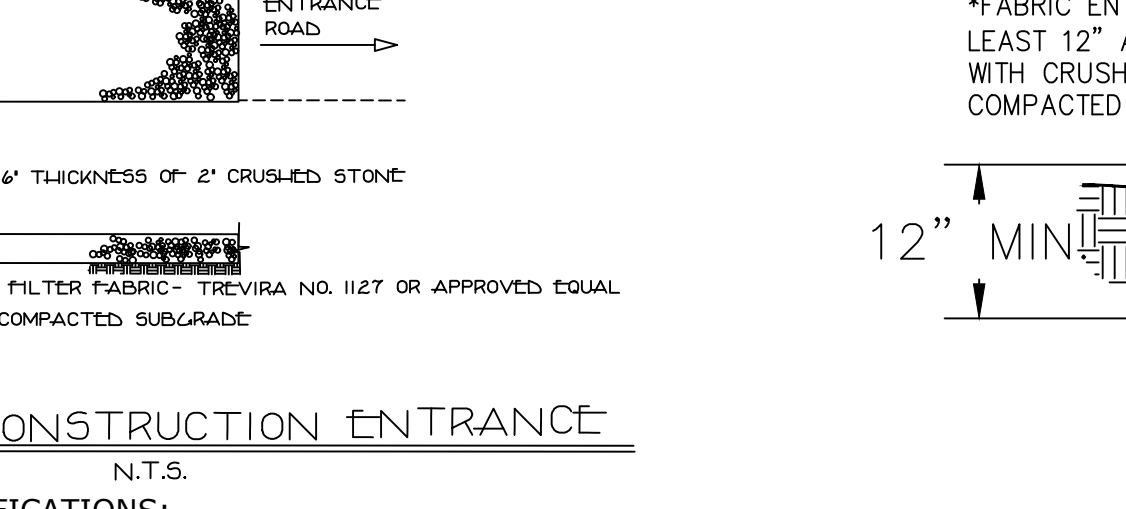 ENTRANCE
ROAD
6" THICKNESS OF 2" CRUSHED STONE
FILTER FABRIC- TREVIRA NO. 1127 OR APPROVED EQUAL
COMPACTED SUBGRADE
ONSTRUCTION ENTRANCE
N.T.S.
FICATIONS:
*FABRIC EN
LEAST 12" A
WITH CRUSH
COMPACTED
12" MIN.